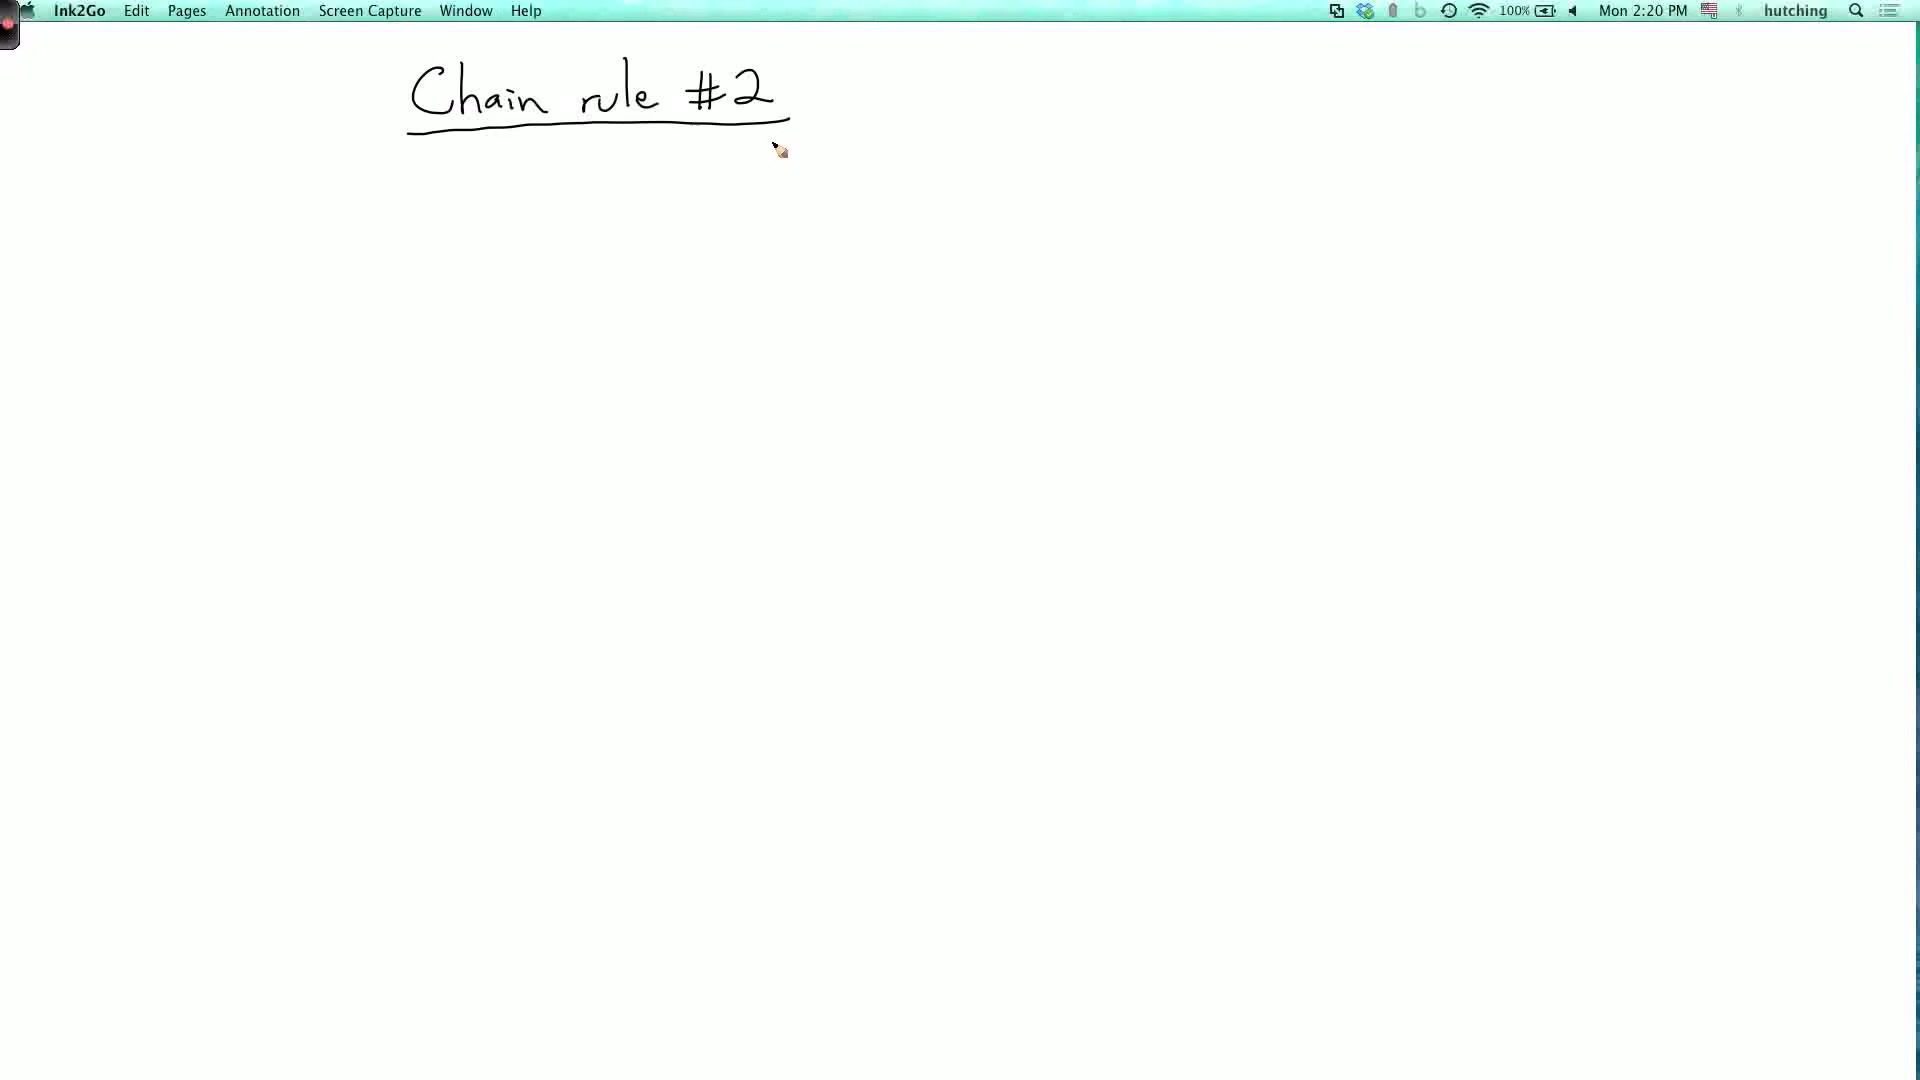 Ink2Go Edit Pages Annotation Screen Capture Window Help 100% Mon 2:20 PM hutching
Chain rule #2